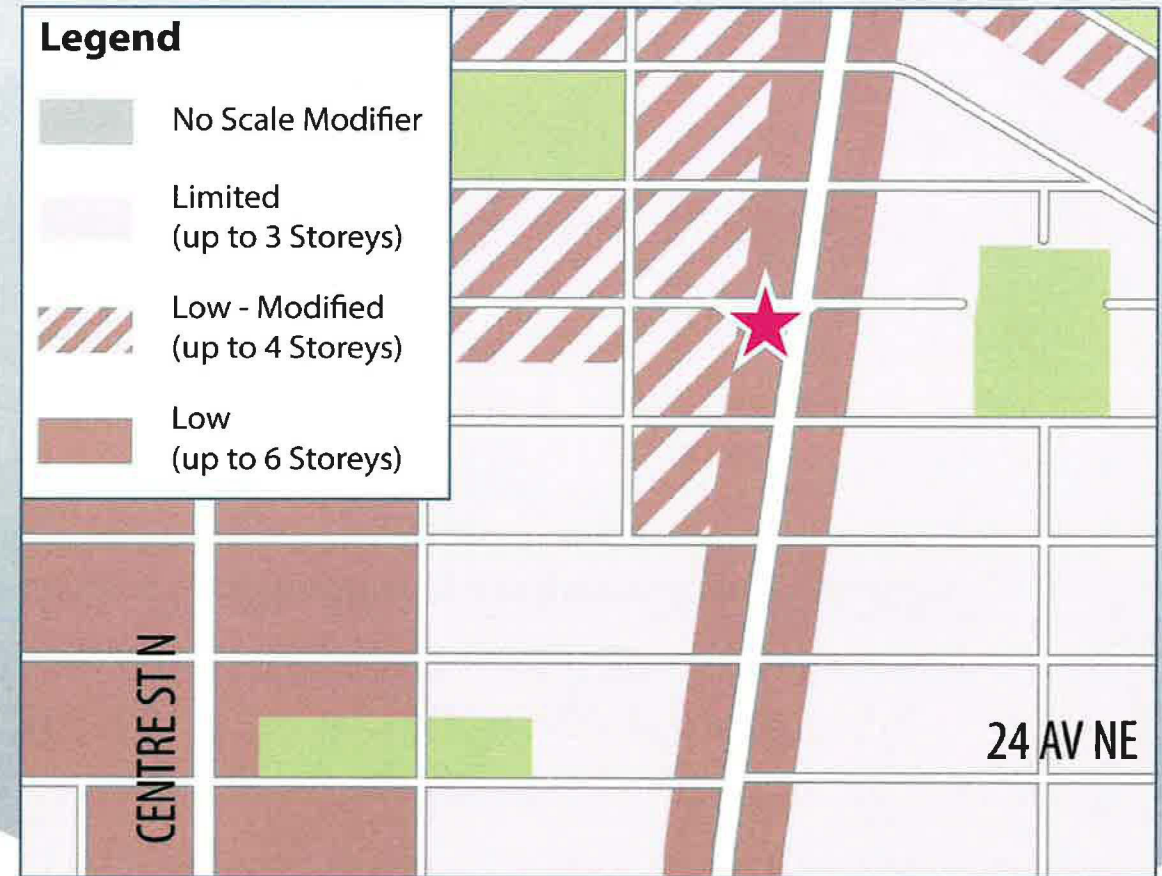 Legend
No Scale Modifier
Limited
(up to 3 Storeys)
Low - Modified
(up to 4 Storeys)
Low
(up to 6 Storeys)
CENTRE ST N
24 AV NE